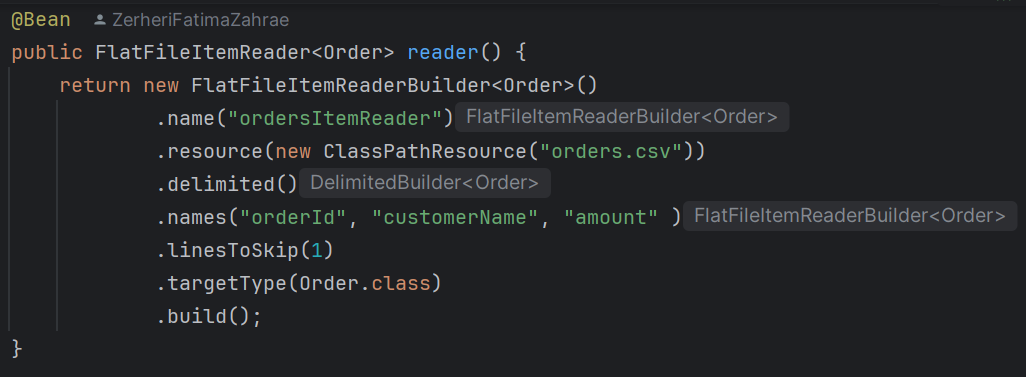 @Bean ZerheriFatimaZahrae
public FlatFileItemReader<Order> reader() {
return new FlatFileItemReaderBuilder<Order>()
.name("ordersItemReader") FlatFileItemReaderBuilder<Order>
.resource(new ClassPathResource("orders.csv"))
.delimited() DelimitedBuilder<Order>
.names("orderId", "customerName", "amount" ) FlatFileItemReaderBuilder<Order>
.linesToSkip(1)
.targetType(Order.class)
.build();
}